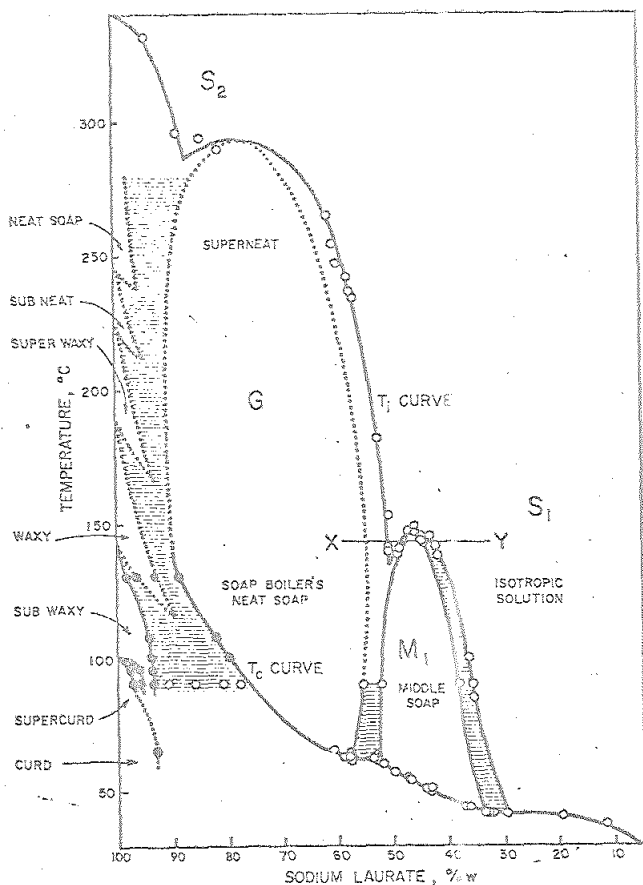 S2
300
NEAT SOAP
SUPERNEAT
250
SUB NEAT
SUPER WAXY
TEMPERATURE, °C
200
G
Ti CURVE
S1
150
X
Y
WAXY
SOAP BOILER'S
NEAT SOAP
ISOTROPIC
SOLUTION
SUB WAXY
M1
MIDDLE
SOAP
100
Tc CURVE
SUPERCURD
CURD
50
100 90 80 70 60 50 40 30 20 10
SODIUM LAURATE, %w